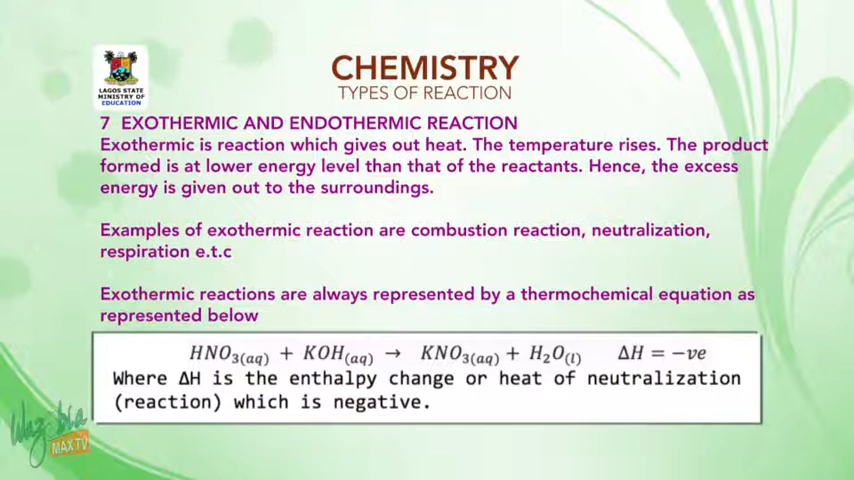 LAGOS STATE
MINISTRY OF
EDUCATION
CHEMISTRY
TYPES OF REACTION
7 EXOTHERMIC AND ENDOTHERMIC REACTION
Exothermic is reaction which gives out heat. The temperature rises. The product
formed is at lower energy level than that of the reactants. Hence, the excess
energy is given out to the surroundings.
Examples of exothermic reaction are combustion reaction, neutralization,
respiration e.t.c
Exothermic reactions are always represented by a thermochemical equation as
represented below
HNO₃(aq) + KOH(aq) → KNO₃(aq) + H₂O(l) ΔH = −ve
Where ΔH is the enthalpy change or heat of neutralization
(reaction) which is negative.
Wazobia
MAX TV